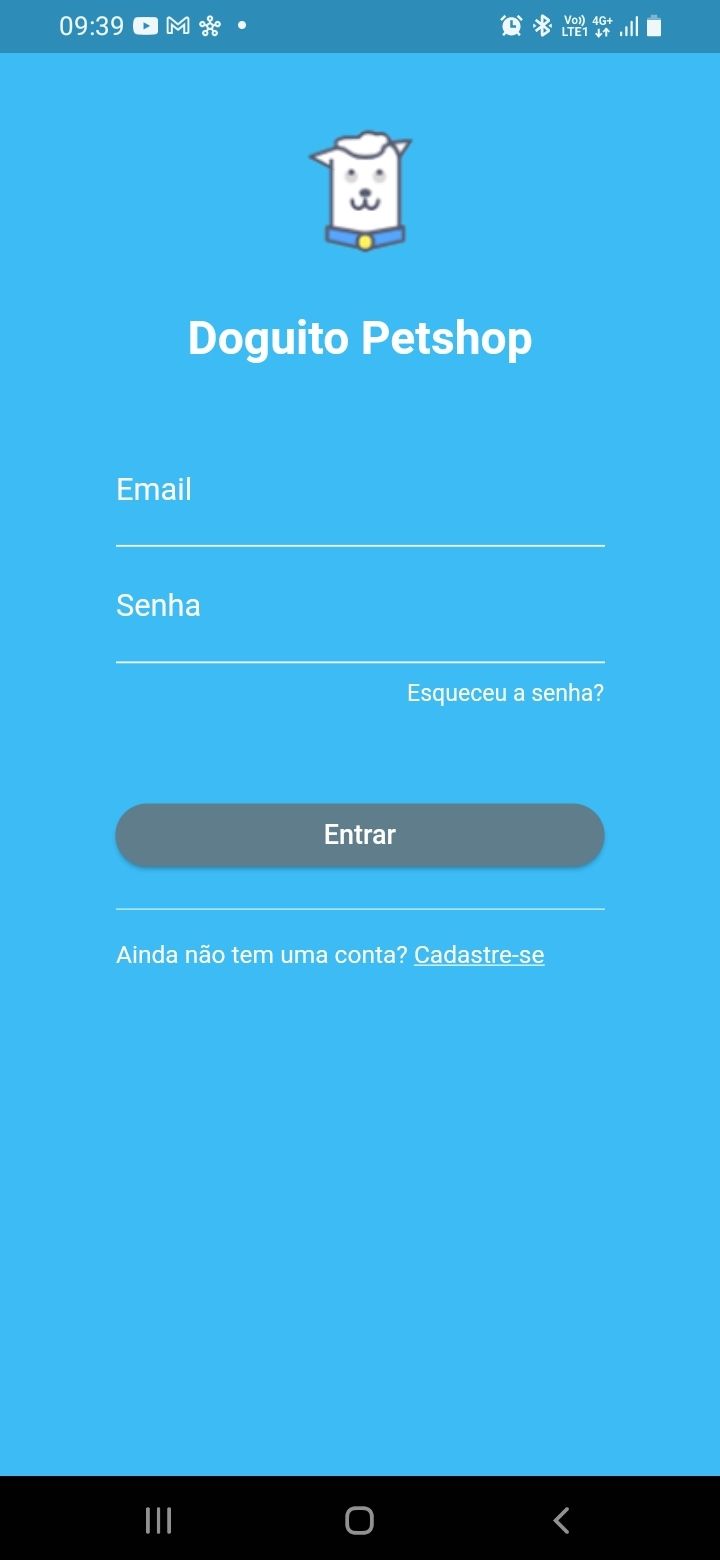 09:39 Vo)) LTE1 4G+
Doguito Petshop
Email
Senha
Esqueceu a senha?
Entrar
Ainda não tem uma conta? Cadastre-se